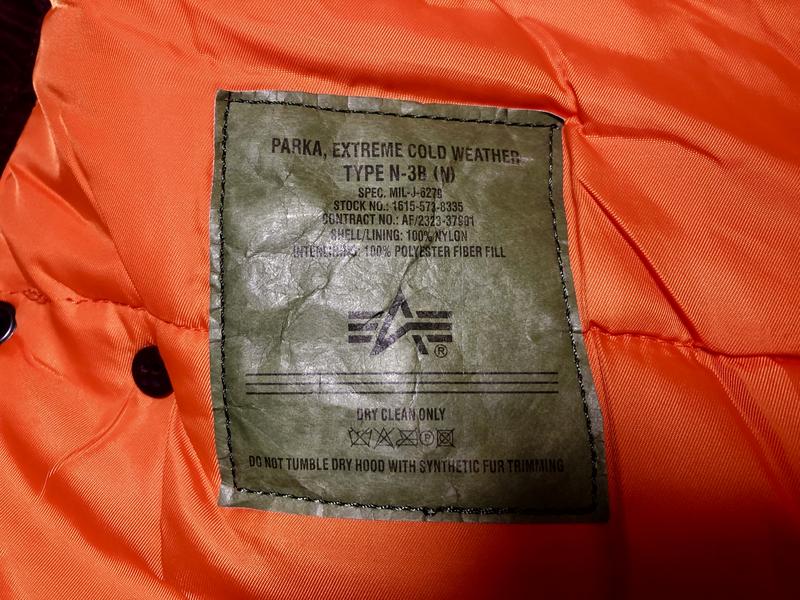 PARKA, EXTREME COLD WEATHER
TYPE N-3B (N)
SPEC. MIL-J-6279
STOCK NO.: 1615-573-8335
CONTRACT NO.: AF/2323-37901
SHELL/LINING: 100% NYLON
INTERLINING: 100% POLYESTER FIBER FILL
®
DRY CLEAN ONLY
P
DO NOT TUMBLE DRY HOOD WITH SYNTHETIC FUR TRIMMING